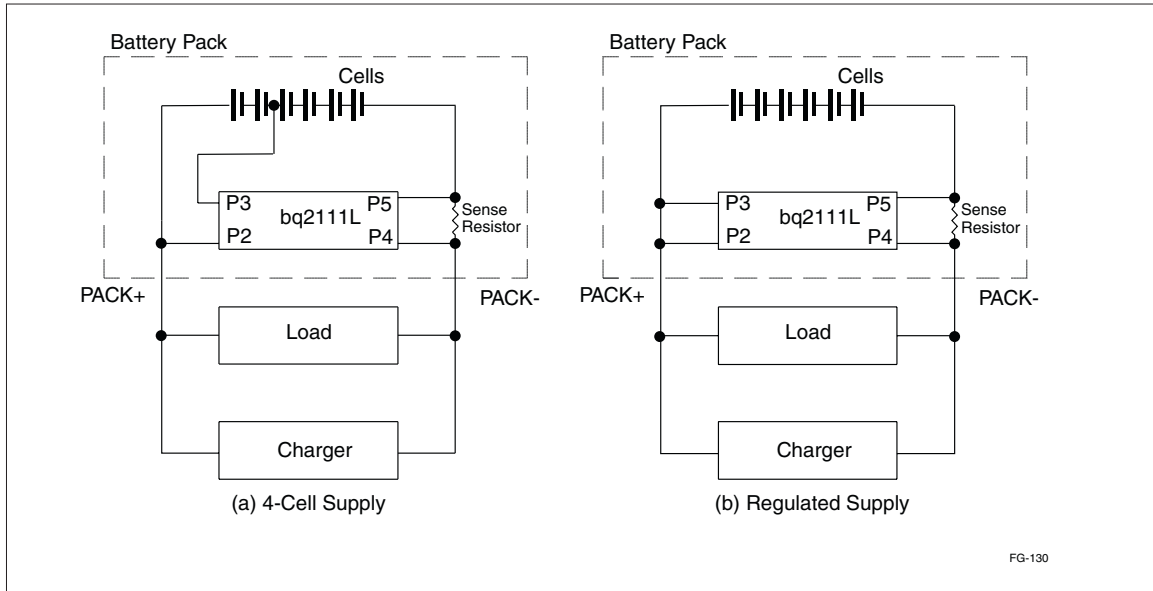 Battery Pack
Cells
P3
P5
bq2111L
P2
P4
Sense
Resistor
PACK+
PACK-
Load
Charger
(a) 4-Cell Supply
Battery Pack
Cells
P3
P5
bq2111L
P2
P4
Sense
Resistor
PACK+
PACK-
Load
Charger
(b) Regulated Supply
FG-130